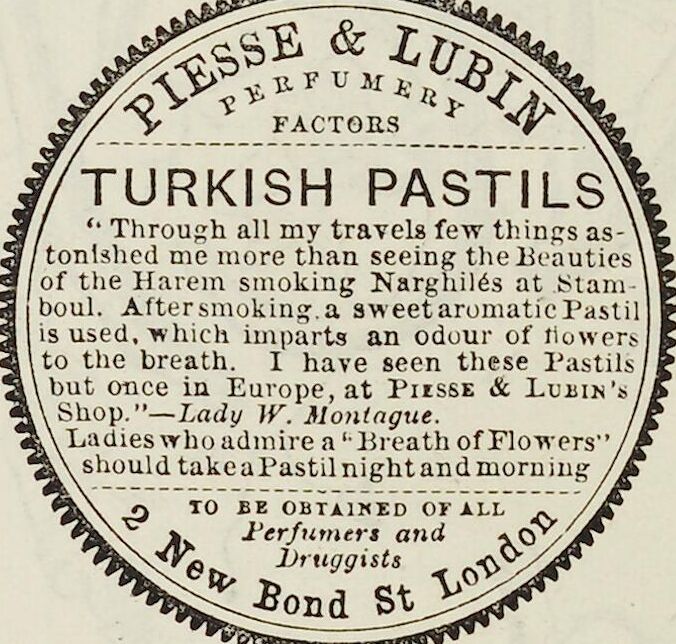 PIESSE & LUBIN
PERFUMERY
FACTORS
TURKISH PASTILS
“Through all my travels few things as-
tonished me more than seeing the Beauties
of the Harem smoking Narghilés at Stam-
boul. After smoking, a sweet aromatic Pastil
is used, which imparts an odour of flowers
to the breath. I have seen these Pastils
but once in Europe, at PIESSE & LUBIN'S
Shop.”—Lady W. Montague.
Ladies who admire a “Breath of Flowers”
should take a Pastil night and morning
TO BE OBTAINED OF ALL
Perfumers and
Druggists
2 New Bond St London